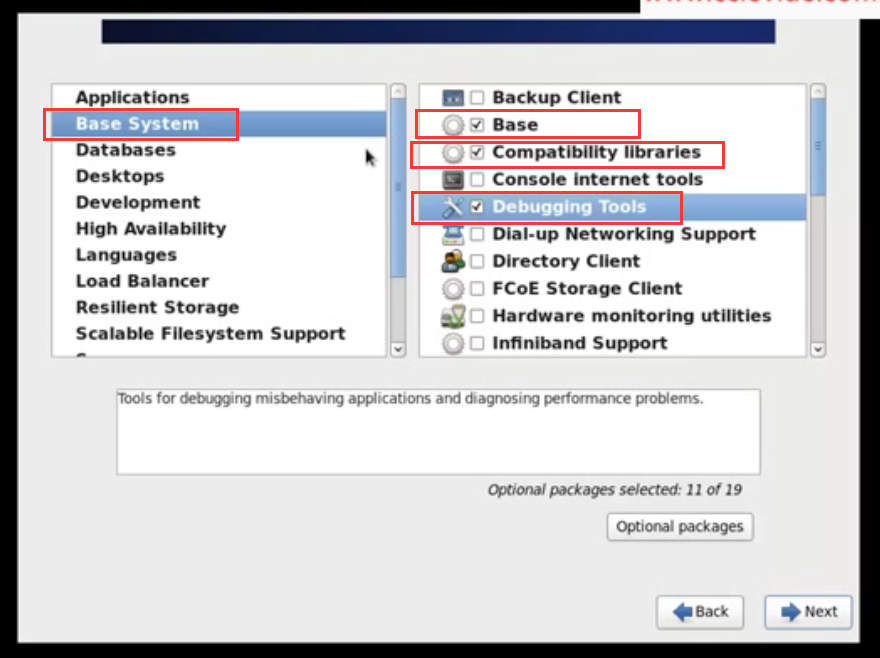 Applications
Base System
Databases
Desktops
Development
High Availability
Languages
Load Balancer
Resilient Storage
Scalable Filesystem Support
Backup Client
Base
Compatibility libraries
Console internet tools
Debugging Tools
Dial-up Networking Support
Directory Client
FCoE Storage Client
Hardware monitoring utilities
Infiniband Support
Tools for debugging misbehaving applications and diagnosing performance problems.
Optional packages selected: 11 of 19
Optional packages
Back
Next